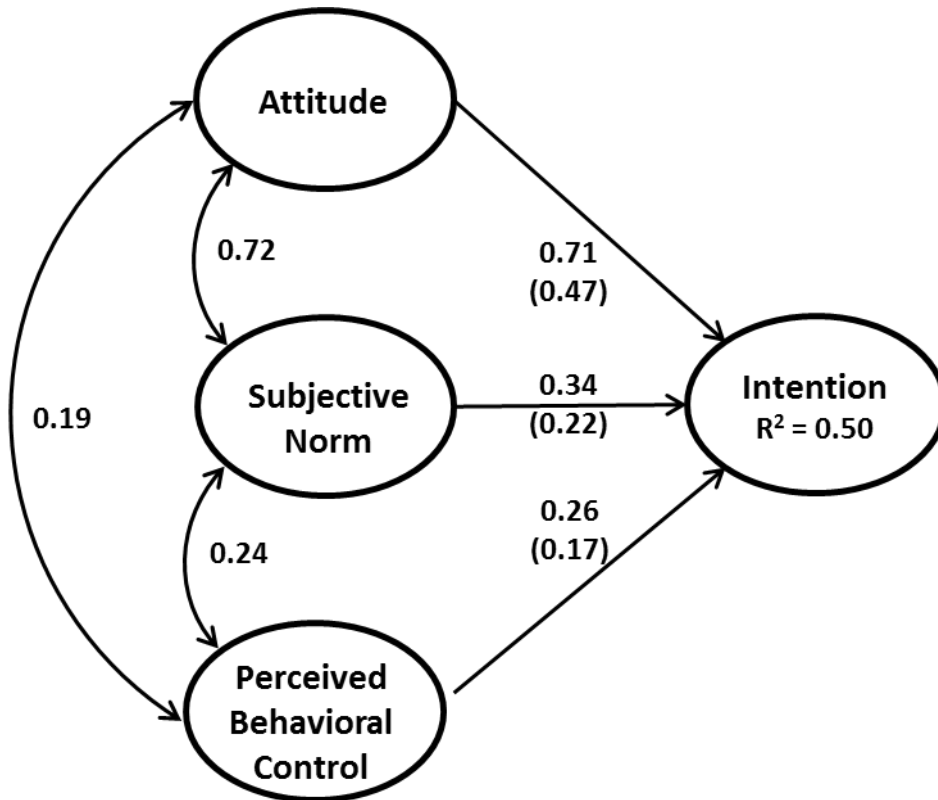 Attitude
0.72
0.71
(0.47)
Subjective
Norm
0.34
(0.22)
Intention
R² = 0.50
0.19
0.24
0.26
(0.17)
Perceived
Behavioral
Control